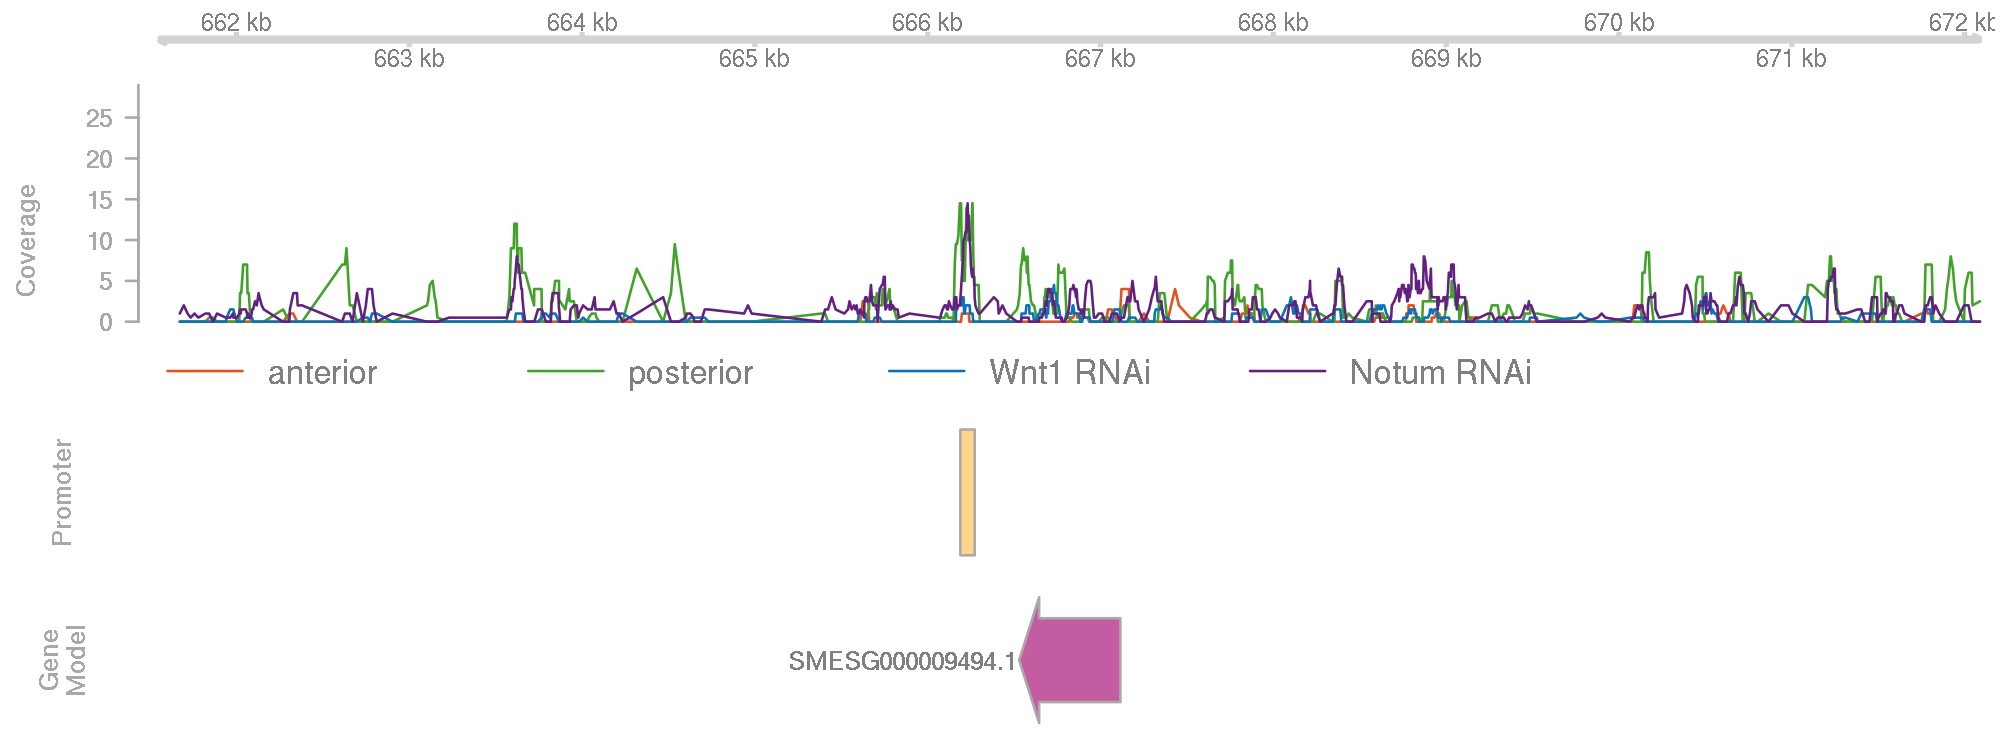 662 kb 664 kb 666 kb 668 kb 670 kb 672 kb
663 kb 665 kb 667 kb 669 kb 671 kb
Coverage
25
20
15
10
5
0
anterior posterior Wnt1 RNAi Notum RNAi
Promoter
Gene
Model
SMESG000009494.1